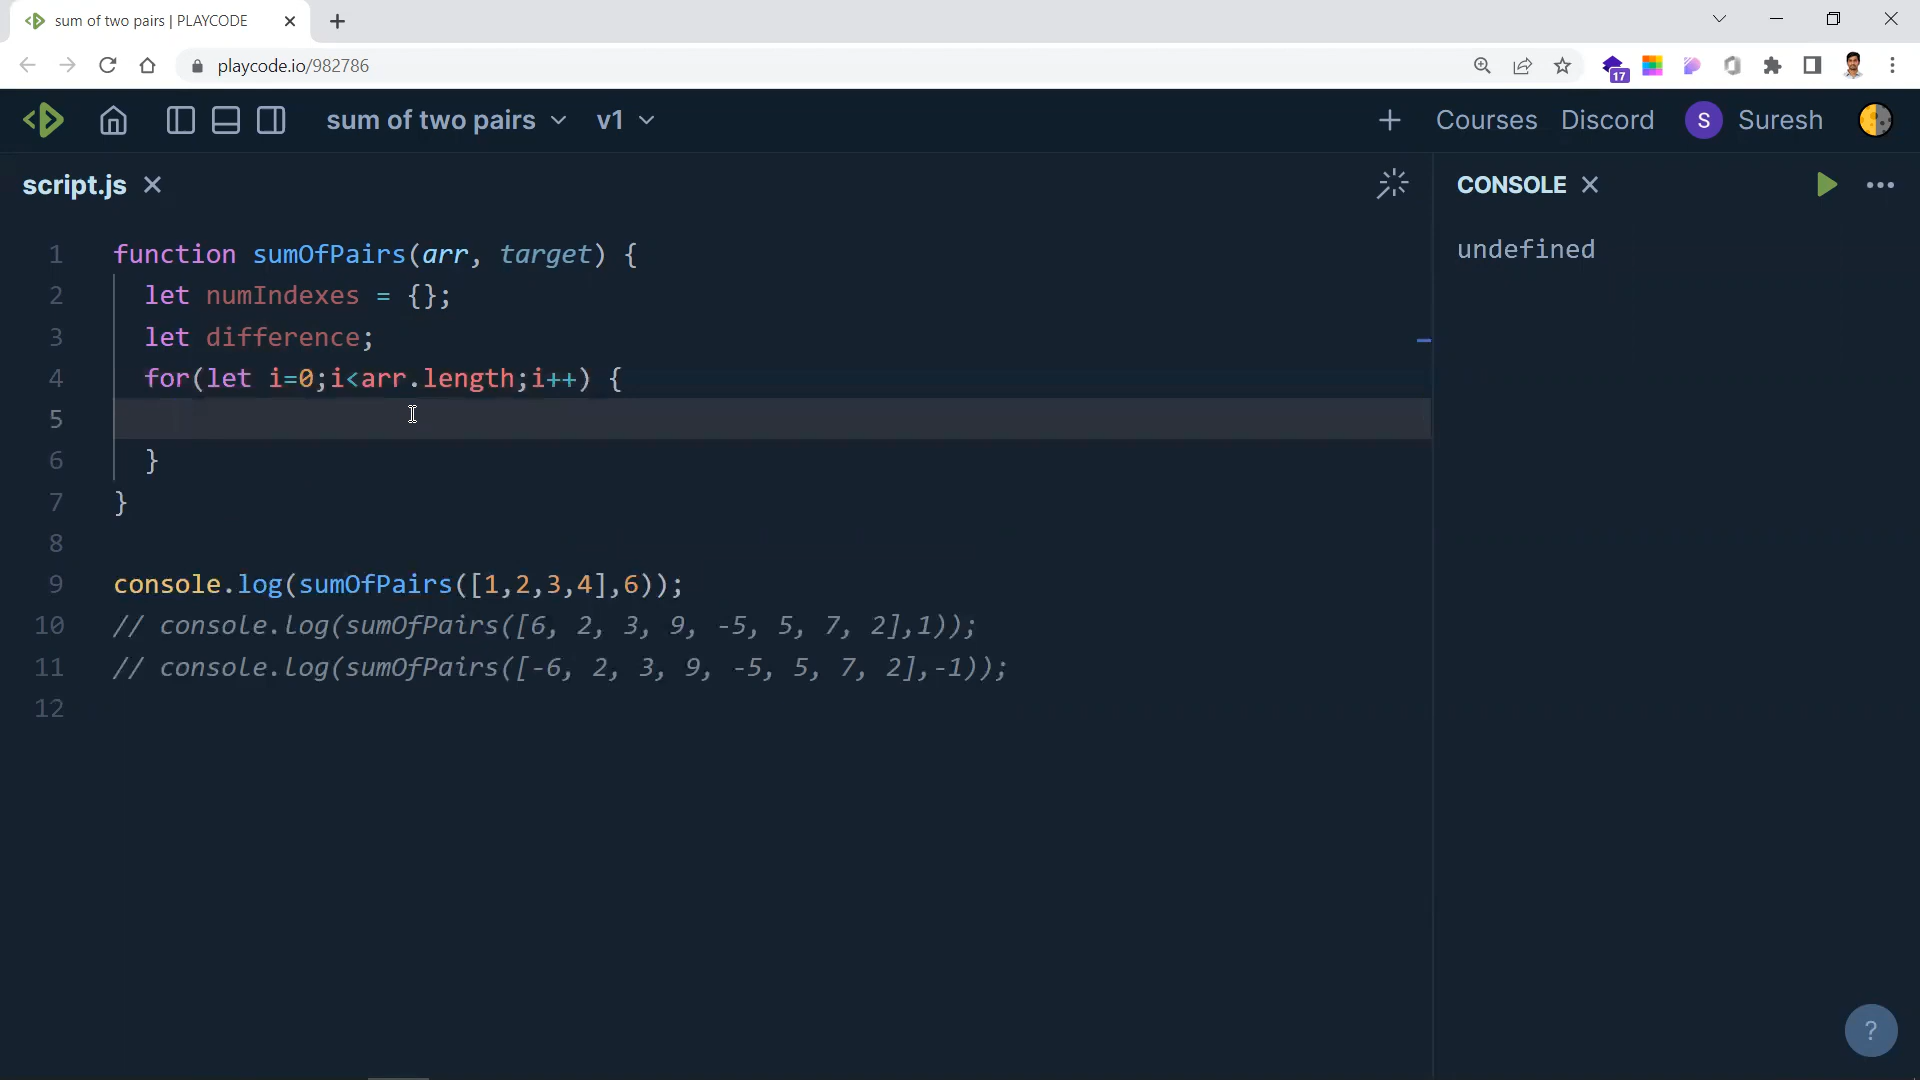 sum of two pairs | PLAYCODE
playcode.io/982786
17
sum of two pairs v1 Courses Discord S Suresh
script.js
CONSOLE
undefined
1 function sumOfPairs(arr, target) {
2 let numIndexes = {};
3 let difference;
4 for(let i=0;i<arr.length;i++) {
5
6 }
7 }
8
9 console.log(sumOfPairs([1,2,3,4],6));
10 // console.log(sumOfPairs([6, 2, 3, 9, -5, 5, 7, 2],1));
11 // console.log(sumOfPairs([-6, 2, 3, 9, -5, 5, 7, 2],-1));
12
?